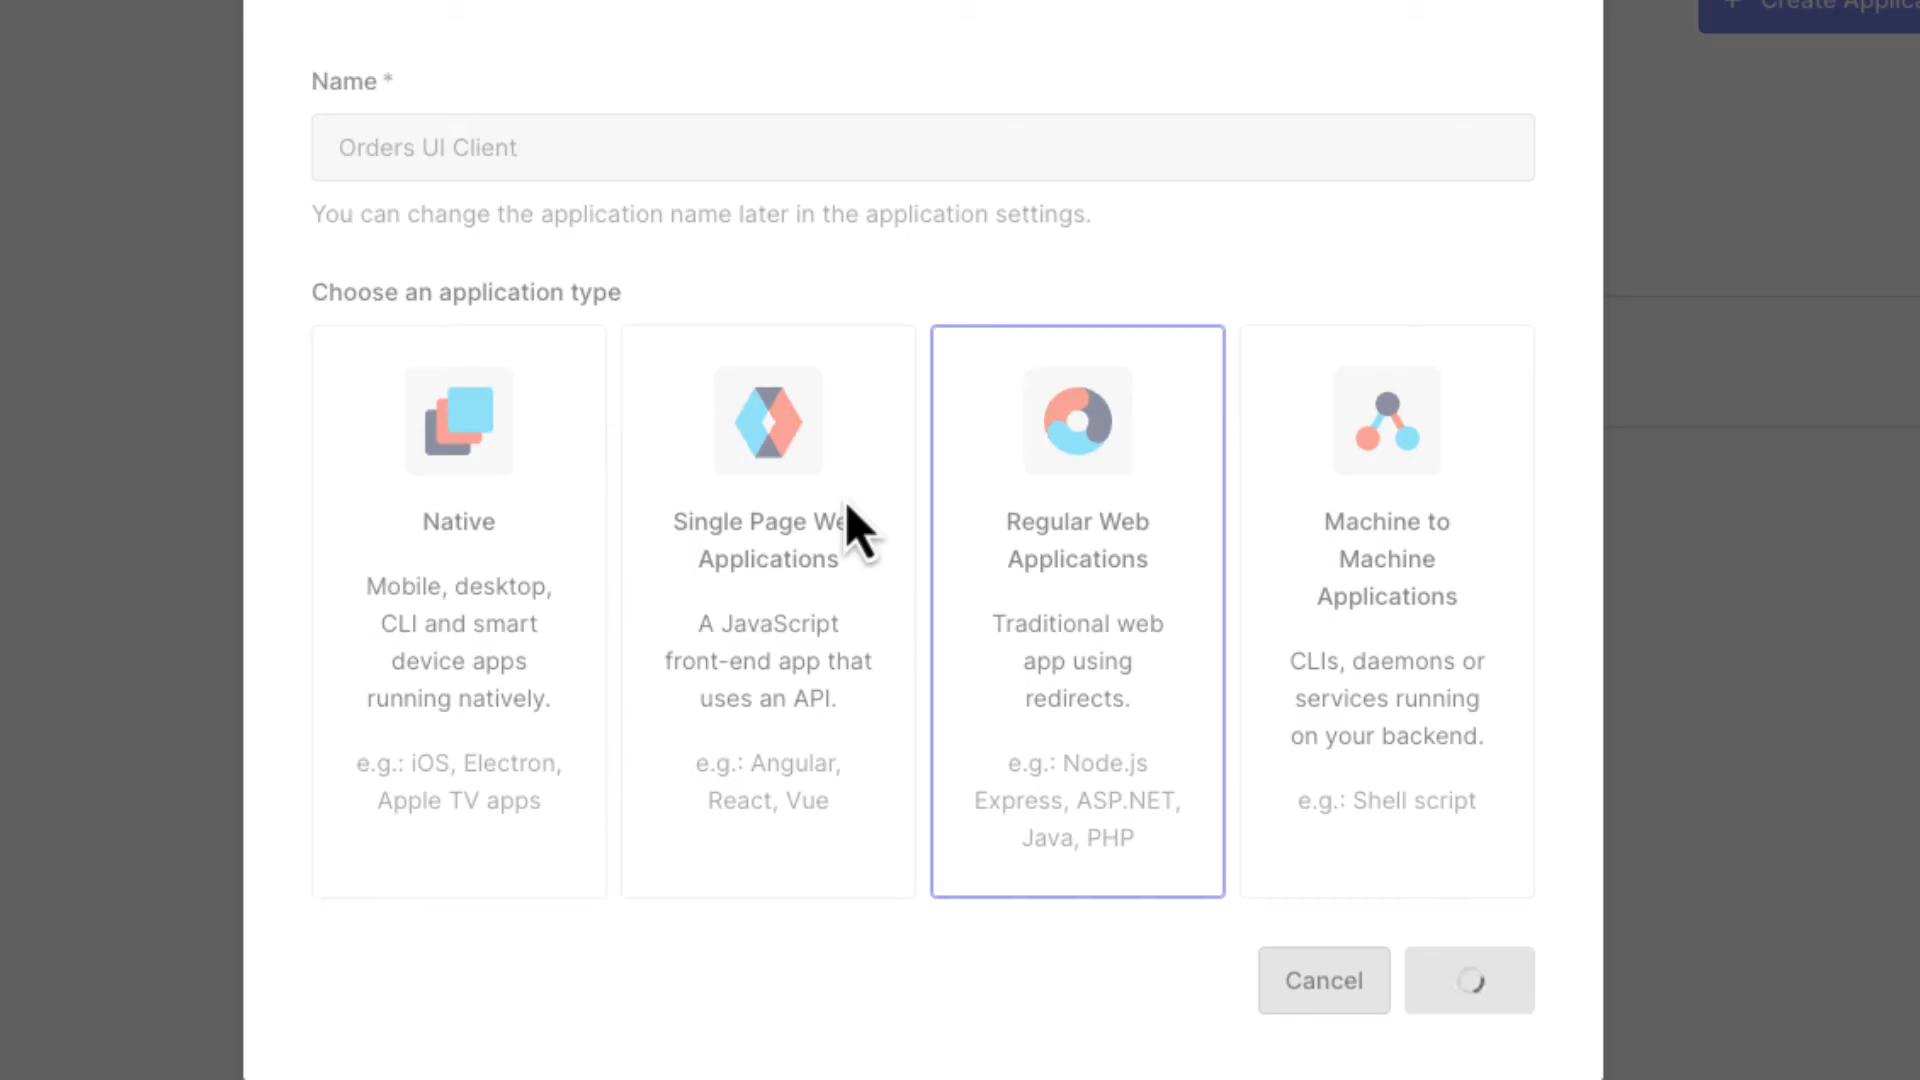 + Create Applica
Name *
Orders UI Client
You can change the application name later in the application settings.
Choose an application type
Native
Mobile, desktop,
CLI and smart
device apps
running natively.
e.g.: iOS, Electron,
Apple TV apps
Single Page We
Applications
A JavaScript
front-end app that
uses an API.
e.g.: Angular,
React, Vue
Regular Web
Applications
Traditional web
app using
redirects.
e.g.: Node.js
Express, ASP.NET,
Java, PHP
Machine to
Machine
Applications
CLIs, daemons or
services running
on your backend.
e.g.: Shell script
Cancel